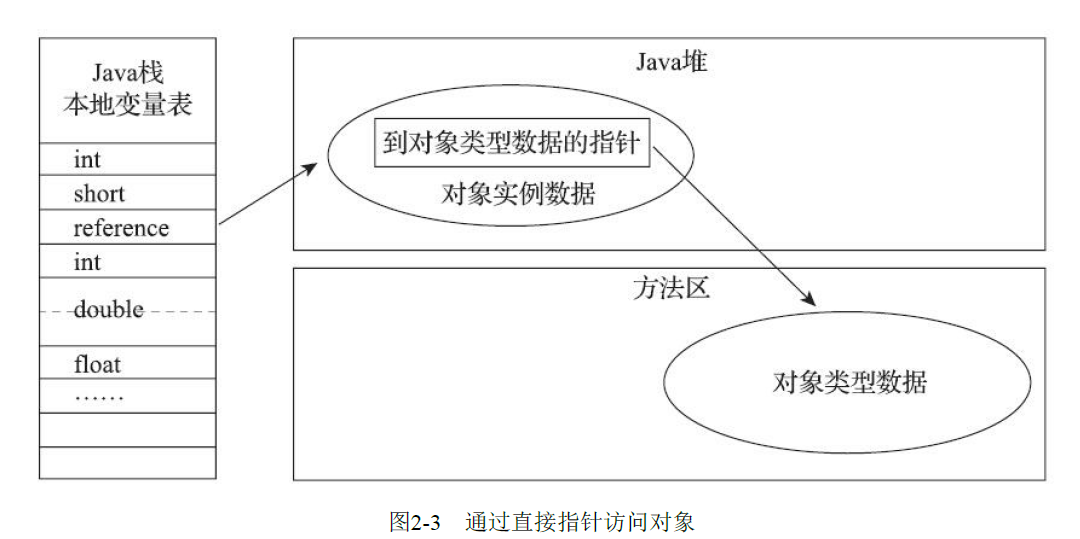 Java栈
本地变量表
int
short
reference
int
double
float
……
Java堆
到对象类型数据的指针
对象实例数据
方法区
对象类型数据
图2-3 通过直接指针访问对象